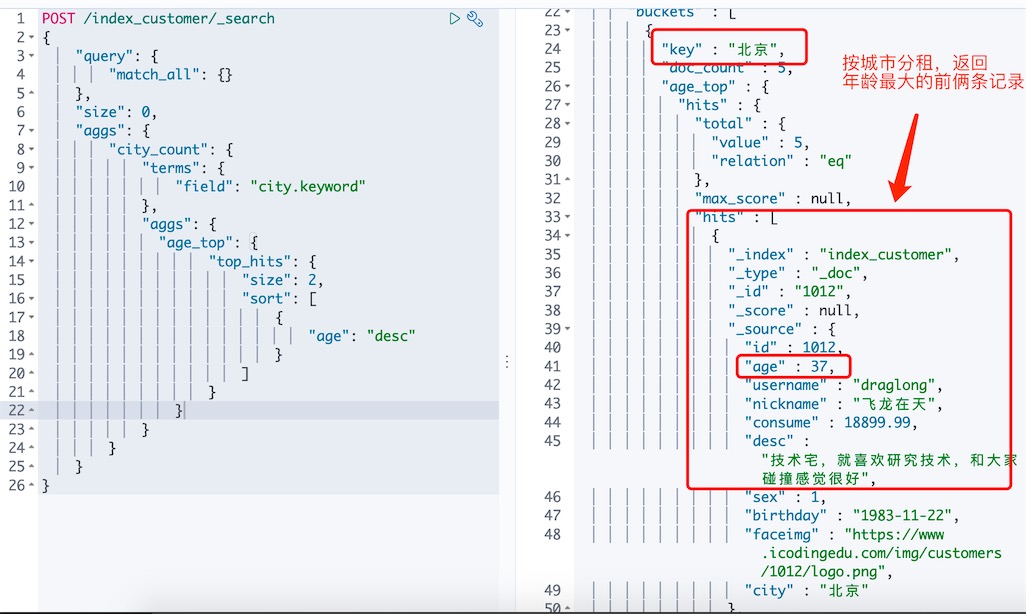 1 POST /index_customer/_search
2 {
3 "query": {
4 "match_all": {}
5 },
6 "size": 0,
7 "aggs": {
8 "city_count": {
9 "terms": {
10 "field": "city.keyword"
11 },
12 "aggs": {
13 "age_top": {
14 "top_hits": {
15 "size": 2,
16 "sort": [
17 {
18 "age": "desc"
19 }
20 ]
21 }
22 }
23 }
24 }
25 }
26 }
22 "buckets" : [
23 {
24 "key" : "北京",
25 "doc_count" : 5,
26 "age_top" : {
27 "hits" : {
28 "total" : {
29 "value" : 5,
30 "relation" : "eq"
31 },
32 "max_score" : null,
33 "hits" : [
34 {
35 "_index" : "index_customer",
36 "_type" : "_doc",
37 "_id" : "1012",
38 "_score" : null,
39 "_source" : {
40 "id" : 1012,
41 "age" : 37,
42 "username" : "draglong",
43 "nickname" : "飞龙在天",
44 "consume" : 18899.99,
45 "desc" :
"技术宅，就喜欢研究技术，和大家
碰撞感觉很好",
46 "sex" : 1,
47 "birthday" : "1983-11-22",
48 "faceimg" : "https://www
.icodingedu.com/img/customers
/1012/logo.png",
49 "city" : "北京"
50 }
按城市分租，返回
年龄最大的前俩条记录